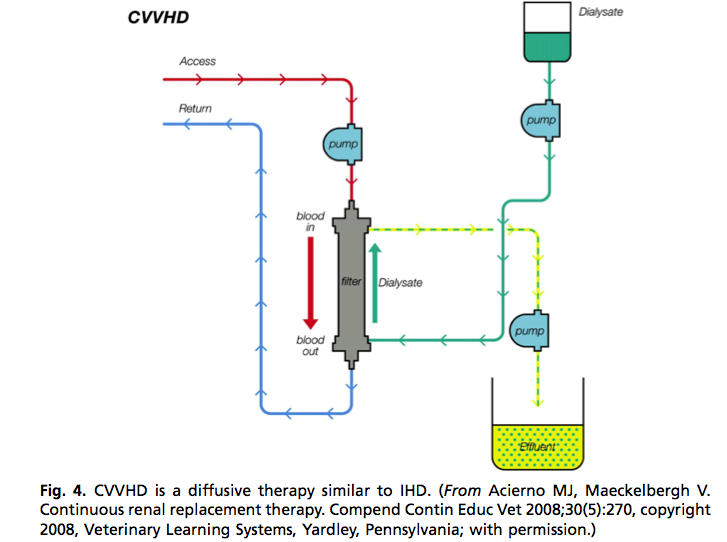 CVVHD
Dialysate
Access
Return
pump
pump
blood
in
filter
Dialysate
blood
out
pump
Effluent
Fig. 4. CVVHD is a diffusive therapy similar to IHD. (From Acierno MJ, Maeckelbergh V.
Continuous renal replacement therapy. Compend Contin Educ Vet 2008;30(5):270, copyright
2008, Veterinary Learning Systems, Yardley, Pennsylvania; with permission.)